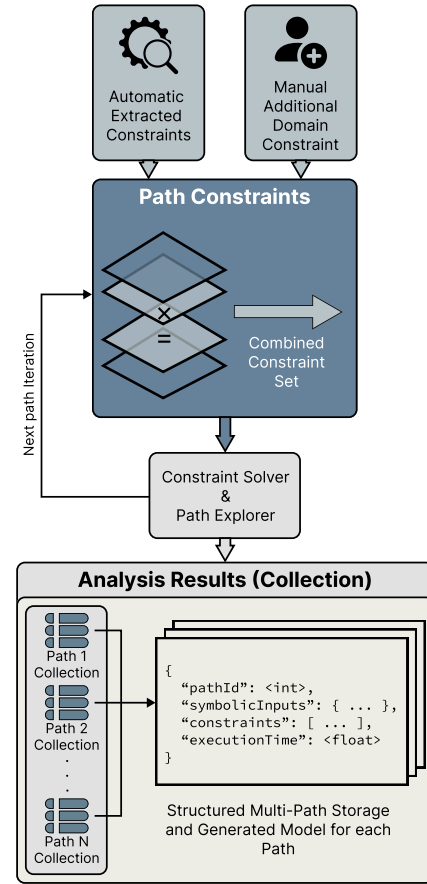 Automatic
Extracted
Constraints
Manual
Additional
Domain
Constraint
Path Constraints
×
=
Combined
Constraint
Set
Next path Iteration
Constraint Solver
&
Path Explorer
Analysis Results (Collection)
Path 1
Collection
Path 2
Collection
.
.
.
Path N
Collection
{
“pathId”: <int>,
“symbolicInputs”: { ... },
“constraints”: [ ... ],
“executionTime”: <float>
}
Structured Multi-Path Storage
and Generated Model for each
Path